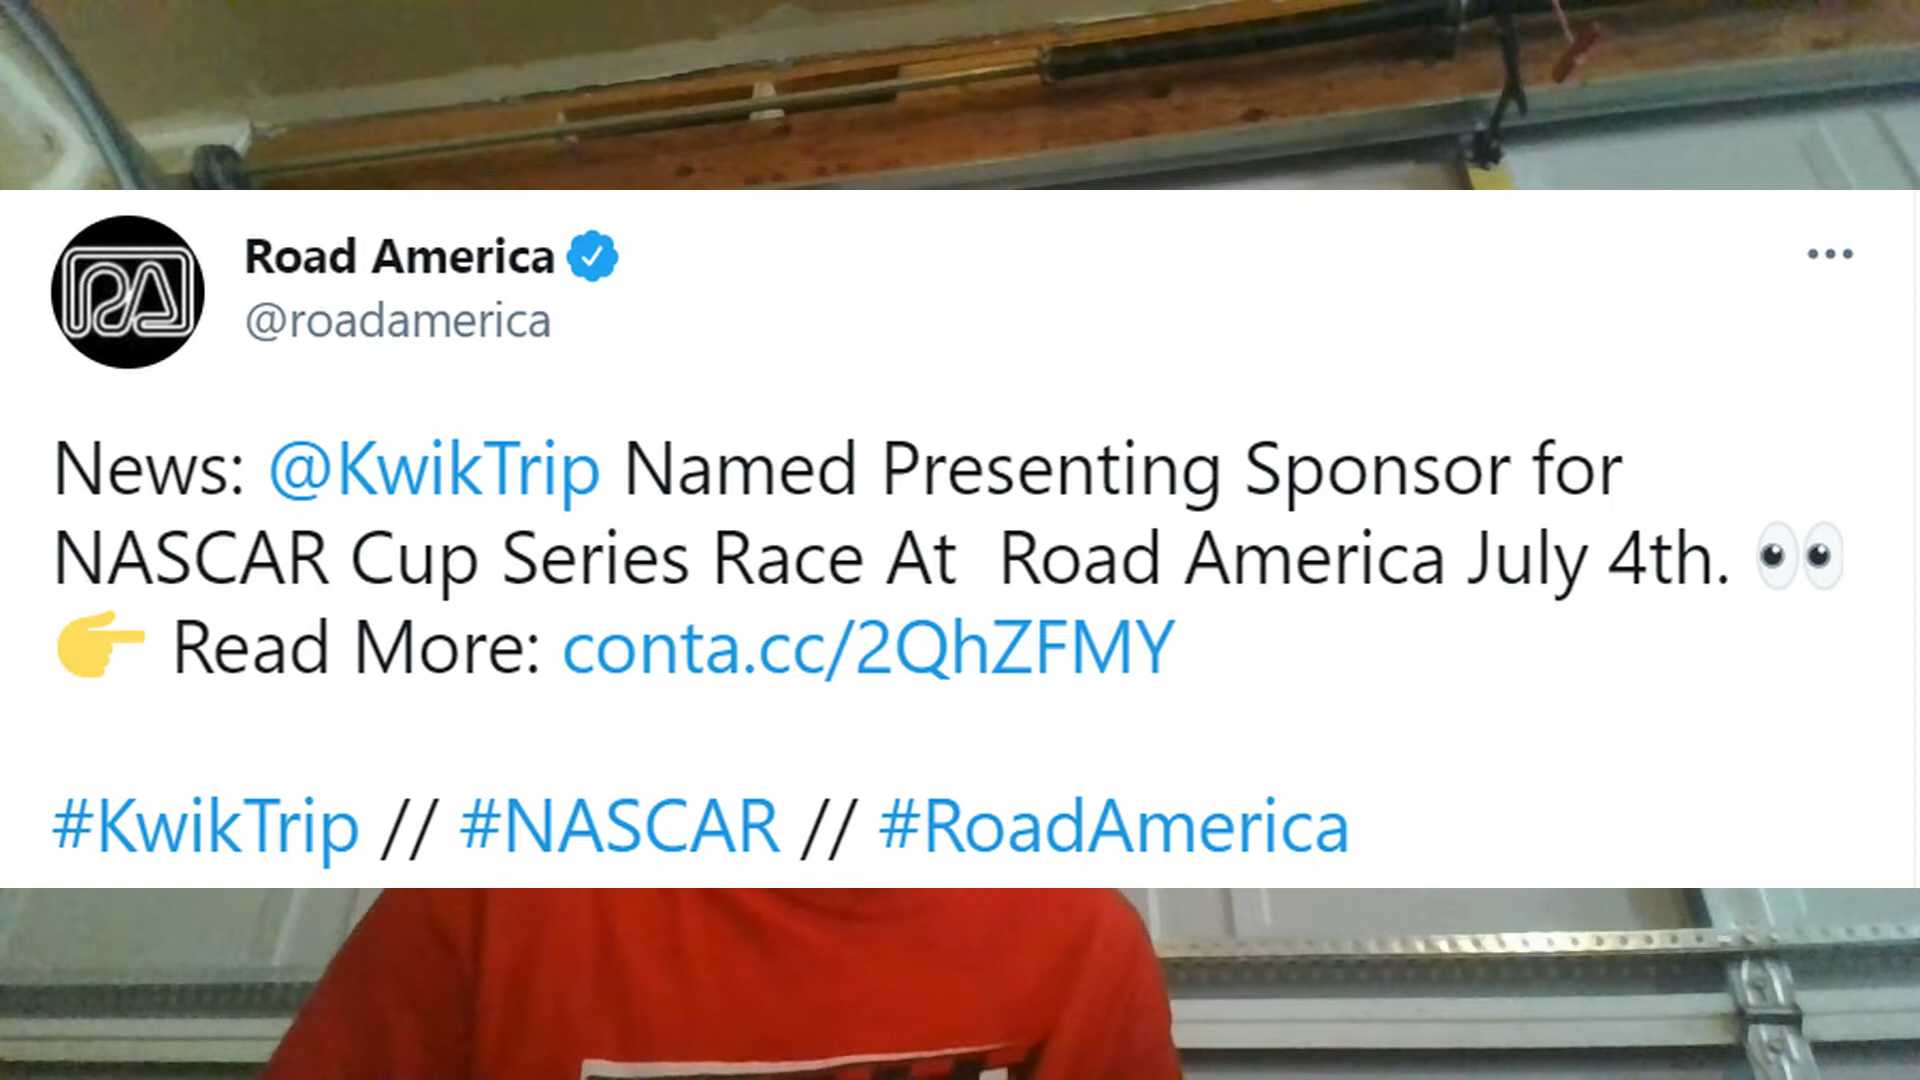 RA
Road America
@roadamerica
News: @KwikTrip Named Presenting Sponsor for
NASCAR Cup Series Race At Road America July 4th. 👀
👉 Read More: conta.cc/2QhZFMY
#KwikTrip // #NASCAR // #RoadAmerica